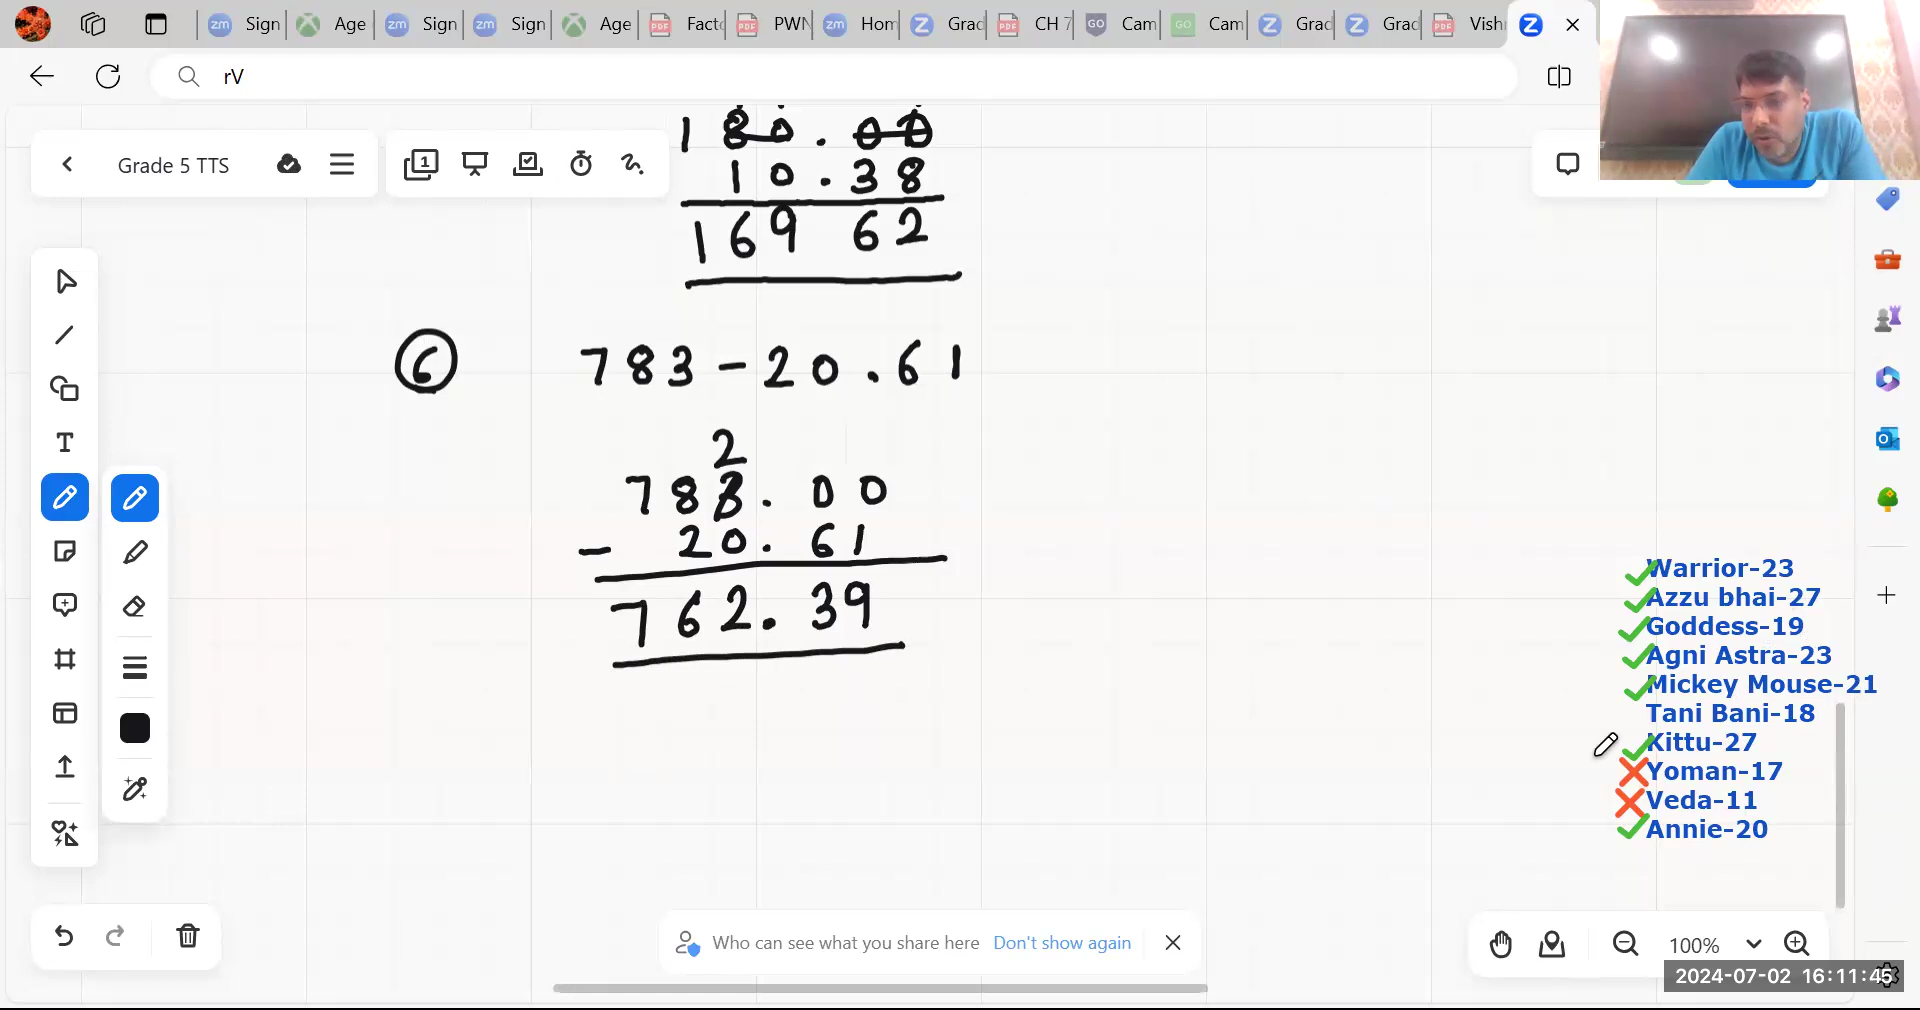 Sign Age Sign Sign Age Fact PWN Hom Grad CH 7 GO Cam GO Cam Grad Grad Vish
rV
Grade 5 TTS
1
180.00
10.38
169 62
6 783-20.61
2
783.00
- 20.61
762.39
Warrior-23
Azzu bhai-27
Goddess-19
Agni Astra-23
Mickey Mouse-21
Tani Bani-18
Kittu-27
Yoman-17
Veda-11
Annie-20
Who can see what you share here Don't show again
100%
2024-07-02 16:11:45